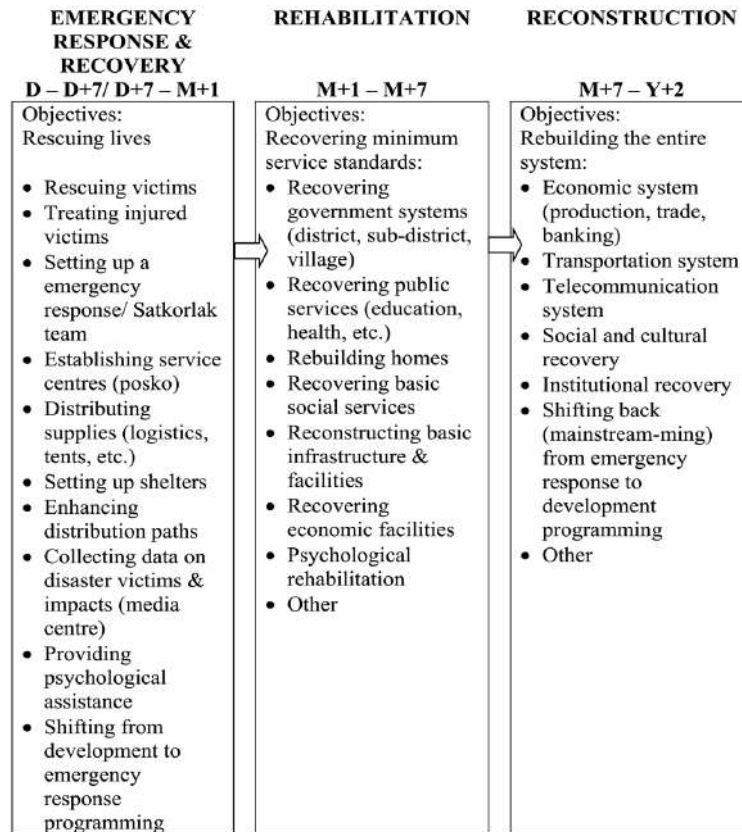 EMERGENCY
RESPONSE &
RECOVERY
D – D+7/ D+7 – M+1
Objectives:
Rescuing lives
• Rescuing victims
• Treating injured
victims
• Setting up a
emergency
response/ Satkorlak
team
• Establishing service
centres (posko)
• Distributing
supplies (logistics,
tents, etc.)
• Setting up shelters
• Enhancing
distribution paths
• Collecting data on
disaster victims &
impacts (media
centre)
• Providing
psychological
assistance
• Shifting from
development to
emergency
response
programming
REHABILITATION
M+1 – M+7
Objectives:
Recovering minimum
service standards:
• Recovering
government systems
(district, sub-district,
village)
• Recovering public
services (education,
health, etc.)
• Rebuilding homes
• Recovering basic
social services
• Reconstructing basic
infrastructure &
facilities
• Recovering
economic facilities
• Psychological
rehabilitation
• Other
RECONSTRUCTION
M+7 – Y+2
Objectives:
Rebuilding the entire
system:
• Economic system
(production, trade,
banking)
• Transportation system
• Telecommunication
system
• Social and cultural
recovery
• Institutional recovery
• Shifting back
(mainstream-ming)
from emergency
response to
development
programming
• Other